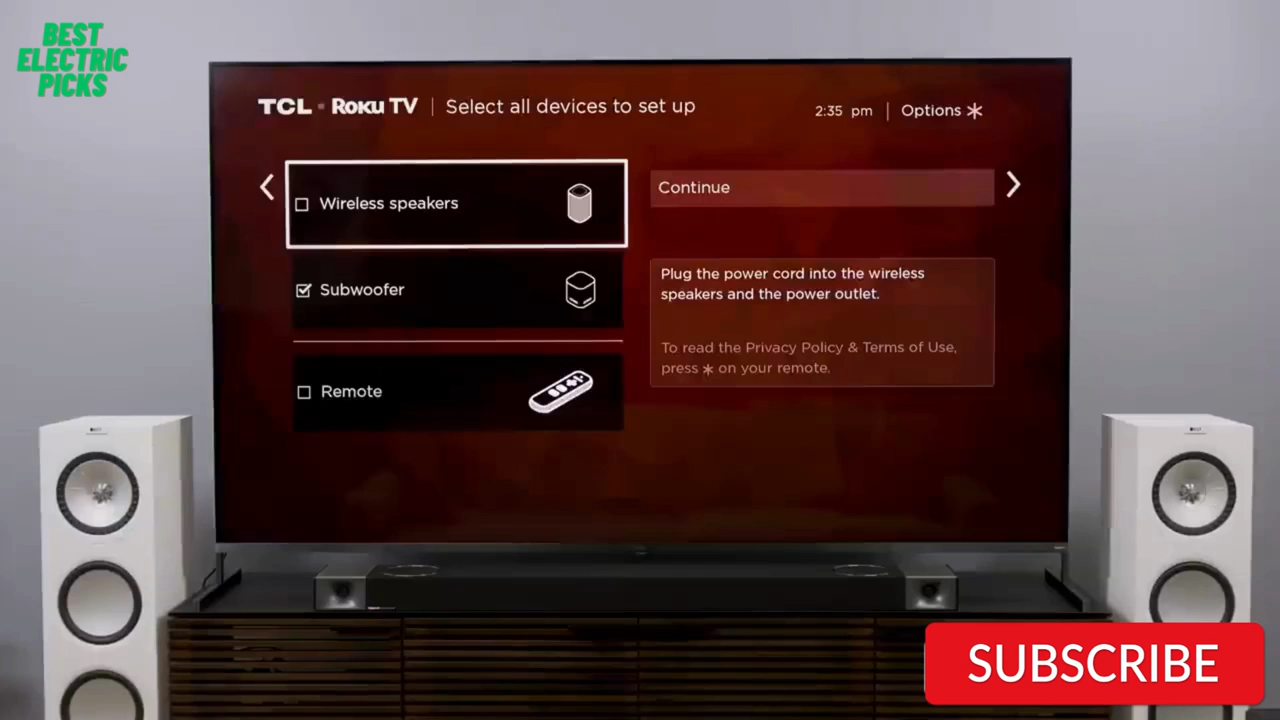 BEST
ELECTRIC
PICKS
TCL • Roku TV | Select all devices to set up
2:35 pm | Options *
Wireless speakers
Continue
Subwoofer
Plug the power cord into the wireless
speakers and the power outlet.
To read the Privacy Policy & Terms of Use,
press * on your remote.
Remote
SUBSCRIBE